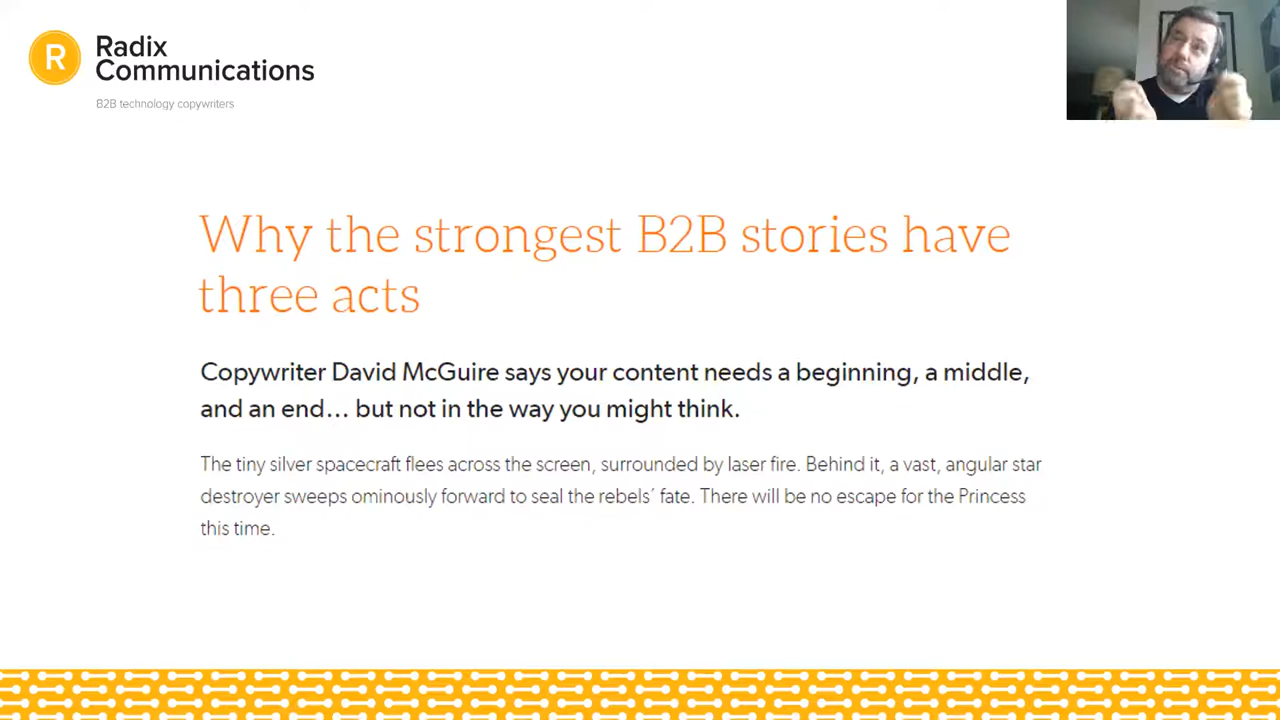 R
Radix
Communications
B2B technology copywriters
Why the strongest B2B stories have
three acts
Copywriter David McGuire says your content needs a beginning, a middle,
and an end… but not in the way you might think.
The tiny silver spacecraft flees across the screen, surrounded by laser fire. Behind it, a vast, angular star
destroyer sweeps ominously forward to seal the rebels’ fate. There will be no escape for the Princess
this time.